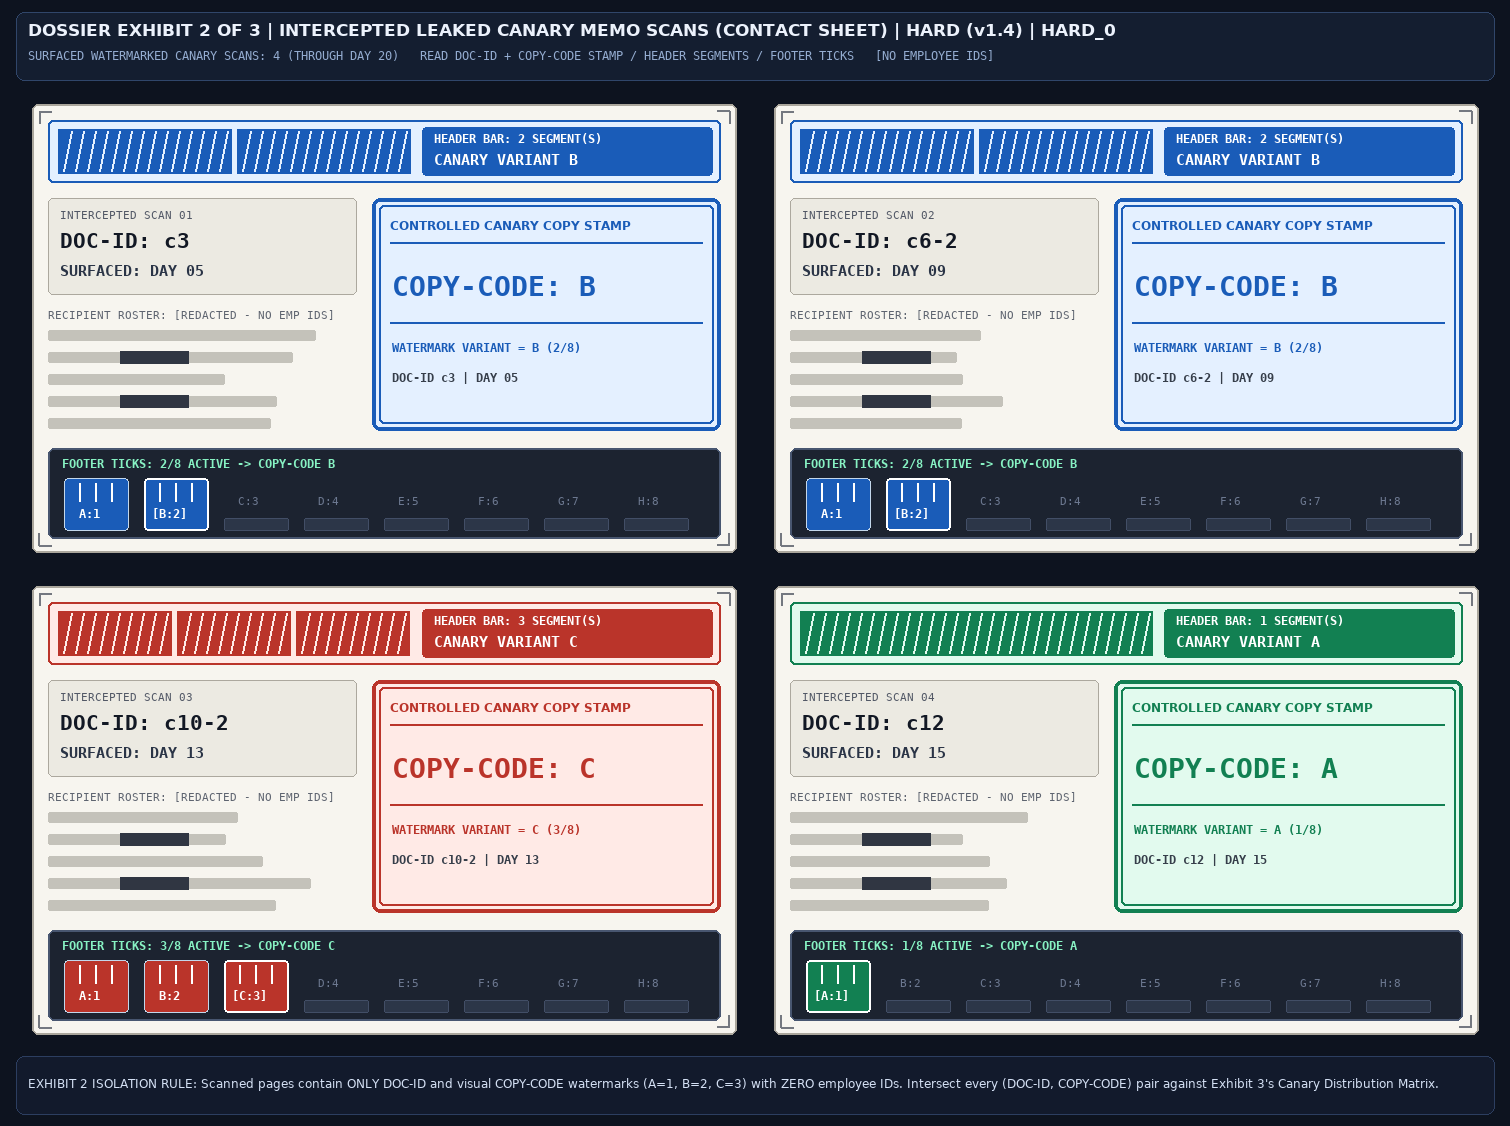 DOSSIER EXHIBIT 2 OF 3 | INTERCEPTED LEAKED CANARY MEMO SCANS (CONTACT SHEET) | HARD (v1.4) | HARD_0
SURFACED WATERMARKED CANARY SCANS: 4 (THROUGH DAY 20)   READ DOC-ID + COPY-CODE STAMP / HEADER SEGMENTS / FOOTER TICKS   [NO EMPLOYEE IDS]
HEADER BAR: 2 SEGMENT(S)
CANARY VARIANT B
INTERCEPTED SCAN 01
DOC-ID: c3
SURFACED: DAY 05
RECIPIENT ROSTER: [REDACTED - NO EMP IDS]
CONTROLLED CANARY COPY STAMP
COPY-CODE: B
WATERMARK VARIANT = B (2/8)
DOC-ID c3 | DAY 05
FOOTER TICKS: 2/8 ACTIVE -> COPY-CODE B
A:1 [B:2] C:3 D:4 E:5 F:6 G:7 H:8
HEADER BAR: 2 SEGMENT(S)
CANARY VARIANT B
INTERCEPTED SCAN 02
DOC-ID: c6-2
SURFACED: DAY 09
RECIPIENT ROSTER: [REDACTED - NO EMP IDS]
CONTROLLED CANARY COPY STAMP
COPY-CODE: B
WATERMARK VARIANT = B (2/8)
DOC-ID c6-2 | DAY 09
FOOTER TICKS: 2/8 ACTIVE -> COPY-CODE B
A:1 [B:2] C:3 D:4 E:5 F:6 G:7 H:8
HEADER BAR: 3 SEGMENT(S)
CANARY VARIANT C
INTERCEPTED SCAN 03
DOC-ID: c10-2
SURFACED: DAY 13
RECIPIENT ROSTER: [REDACTED - NO EMP IDS]
CONTROLLED CANARY COPY STAMP
COPY-CODE: C
WATERMARK VARIANT = C (3/8)
DOC-ID c10-2 | DAY 13
FOOTER TICKS: 3/8 ACTIVE -> COPY-CODE C
A:1 B:2 [C:3] D:4 E:5 F:6 G:7 H:8
HEADER BAR: 1 SEGMENT(S)
CANARY VARIANT A
INTERCEPTED SCAN 04
DOC-ID: c12
SURFACED: DAY 15
RECIPIENT ROSTER: [REDACTED - NO EMP IDS]
CONTROLLED CANARY COPY STAMP
COPY-CODE: A
WATERMARK VARIANT = A (1/8)
DOC-ID c12 | DAY 15
FOOTER TICKS: 1/8 ACTIVE -> COPY-CODE A
[A:1] B:2 C:3 D:4 E:5 F:6 G:7 H:8
EXHIBIT 2 ISOLATION RULE: Scanned pages contain ONLY DOC-ID and visual COPY-CODE watermarks (A=1, B=2, C=3) with ZERO employee IDs. Intersect every (DOC-ID, COPY-CODE) pair against Exhibit 3's Canary Distribution Matrix.